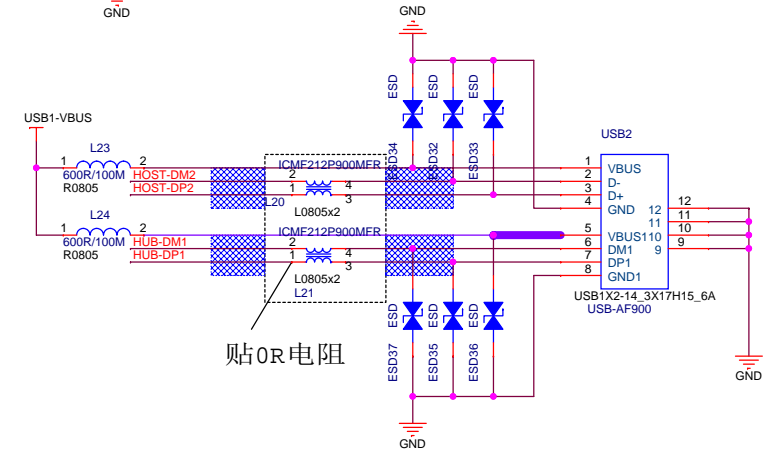 GND
GND
ESD
ESD
ESD
USB1-VBUS
USB2
L23
ESD34
ESD32
ESD33
1
2
ICMF212P900MFR
1
VBUS
600R/100M
HOST-DM2
2
2
D-
R0805
HOST-DP2
1
4
3
D+
12
L20
3
4
GND
12
11
L0805x2
11
L24
10
1
2
ICMF212P900MFR
5
VBUS1
10
9
600R/100M
HUB-DM1
2
6
DM1
9
R0805
HUB-DP1
1
4
7
DP1
3
8
GND1
L0805x2
L21
USB1X2-14_3X17H15_6A
USB-AF900
ESD
ESD
ESD
贴0R电阻
ESD37
ESD35
ESD36
GND
GND